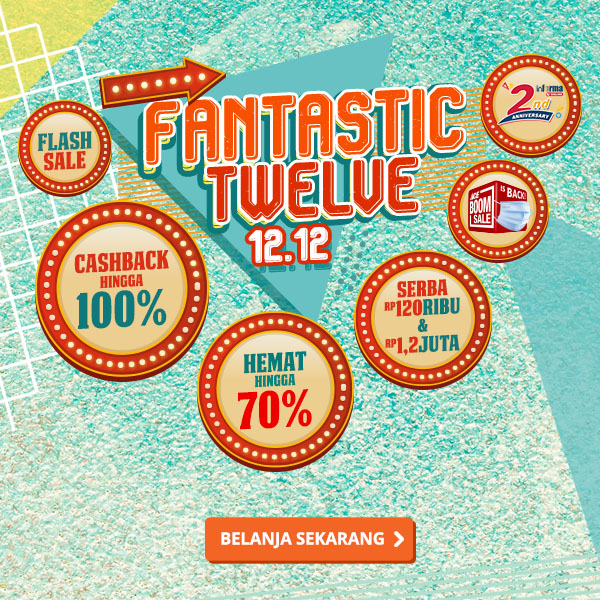 FANTASTIC
TWELVE
12.12
FLASH
SALE
informa
2nd
ANNIVERSARY
ACE
BOOM
SALE
IS BACK!
CASHBACK
HINGGA
100%
SERBA
RP120RIBU
&
RP1,2JUTA
HEMAT
HINGGA
70%
BELANJA SEKARANG